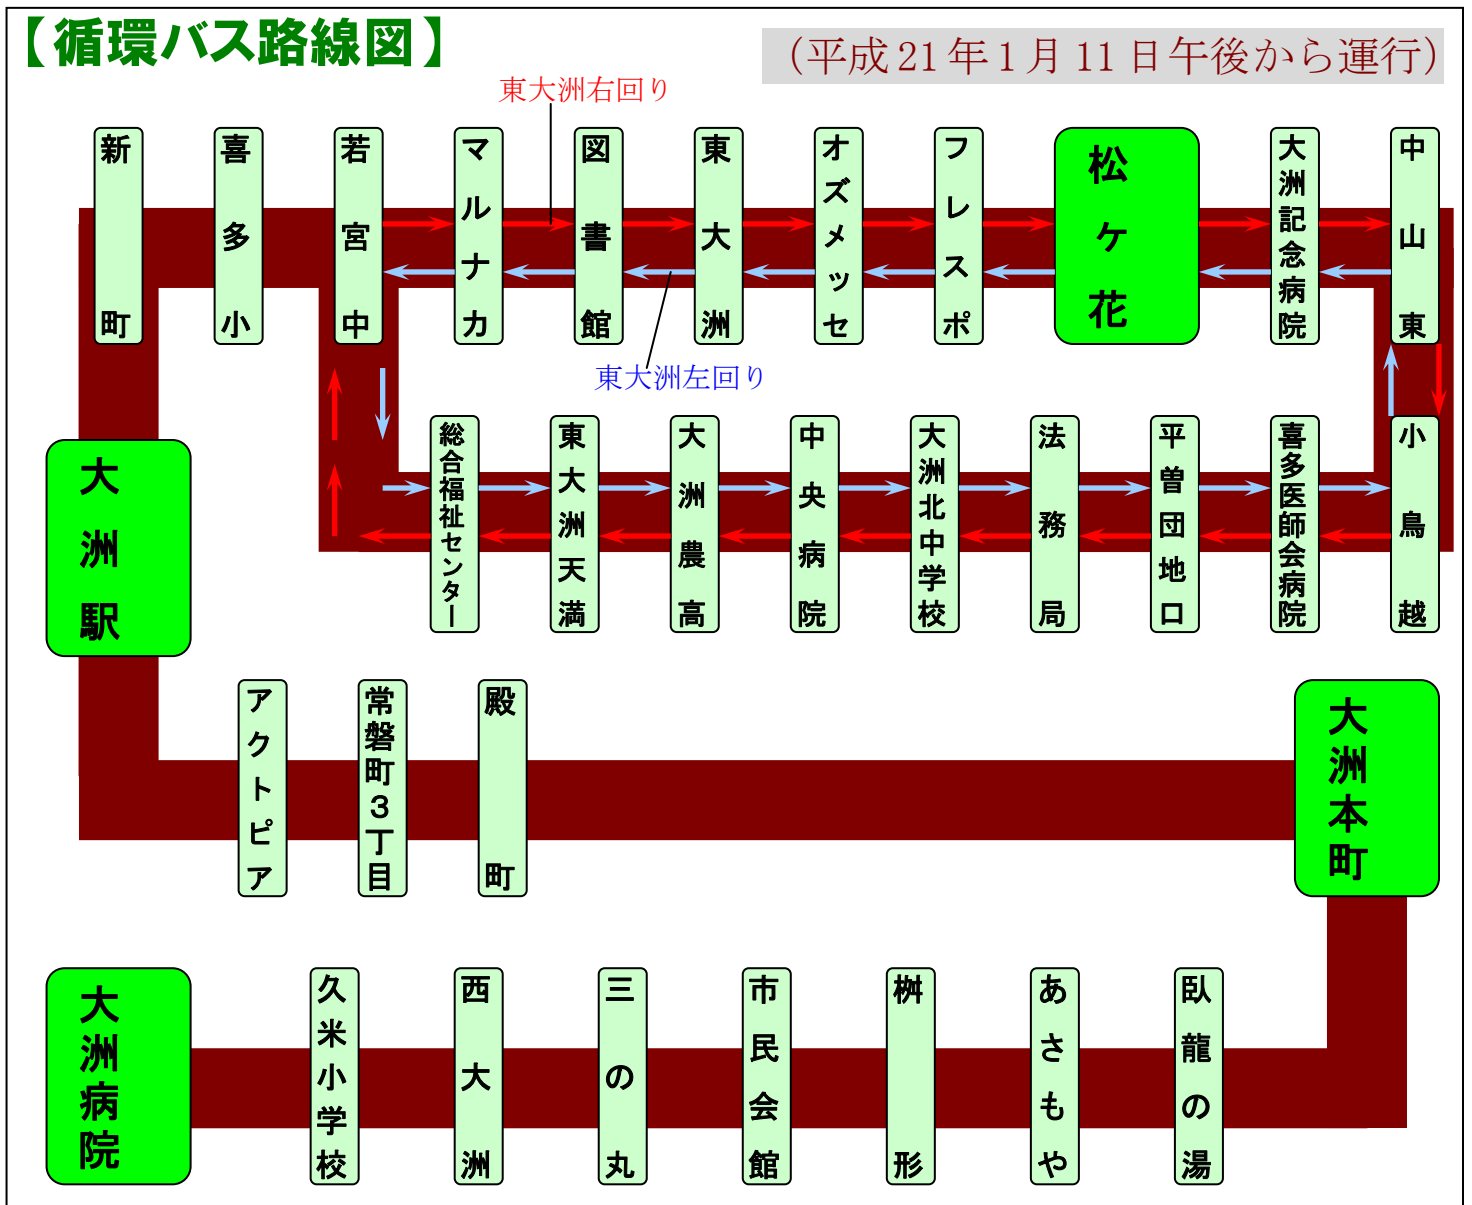 【循環バス路線図】
（平成21年1月11日午後から運行）
東大洲右回り
新町
喜多小
若宮中
マルナカ
図書館
東大洲
オズメッセ
フレスポ
松ヶ花
大洲記念病院
中山東
東大洲左回り
大洲駅
総合福祉センター
東大洲天満
大洲農高
中央病院
大洲北中学校
法務局
平曽団地口
喜多医師会病院
小鳥越
アクトピア
常磐町3丁目
殿町
大洲本町
大洲病院
久米小学校
西大洲
三の丸
市民会館
桝形
あさもや
臥龍の湯